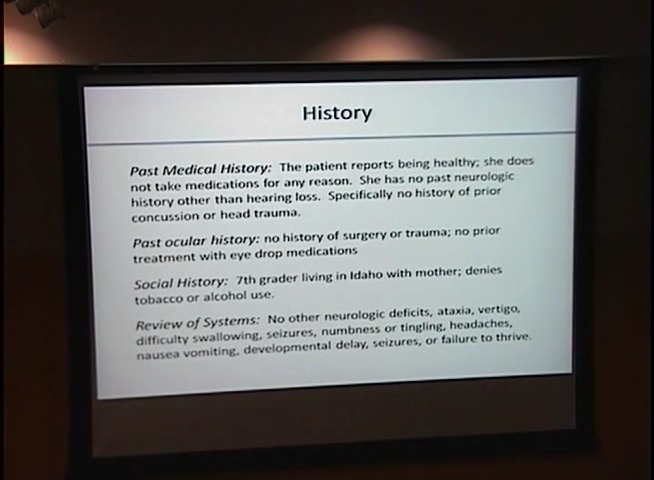 History
Past Medical History: The patient reports being healthy; she does
not take medications for any reason. She has no past neurologic
history other than hearing loss. Specifically no history of prior
concussion or head trauma.
Past ocular history: no history of surgery or trauma; no prior
treatment with eye drop medications
Social History: 7th grader living in Idaho with mother; denies
tobacco or alcohol use.
Review of Systems: No other neurologic deficits, ataxia, vertigo,
difficulty swallowing, seizures, numbness or tingling, headaches,
nausea vomiting, developmental delay, seizures, or failure to thrive.